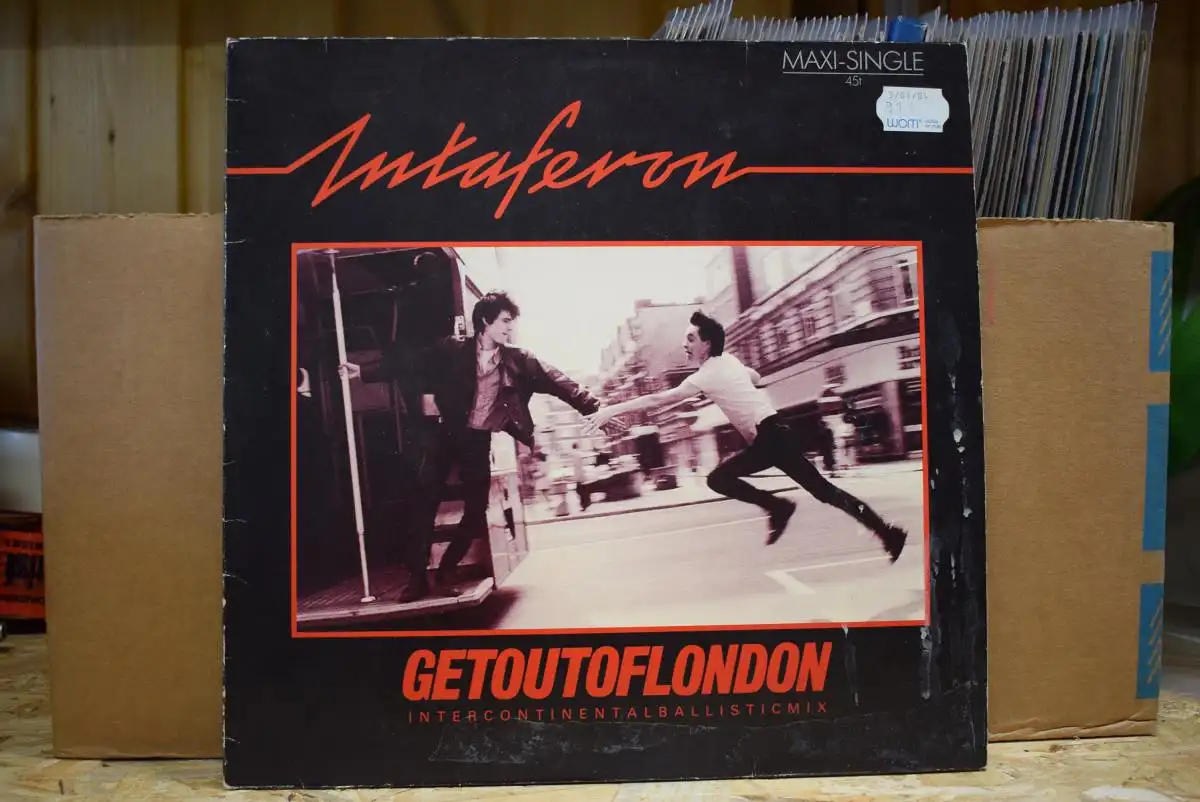 MAXI-SINGLE
45t
wom
Intaferon
GETOUTOFLONDON
INTERCONTINENTALBALLISTICMIX